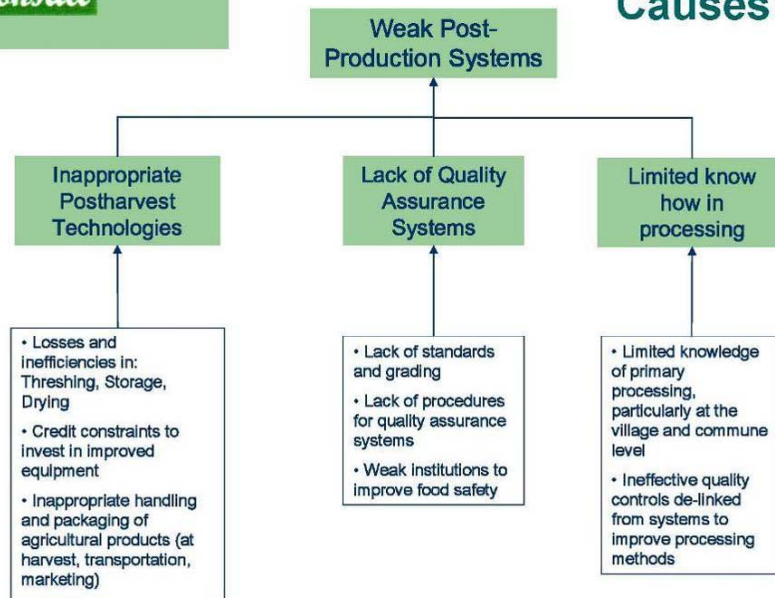 Causes
Weak Post-
Production Systems
Inappropriate
Postharvest
Technologies
Lack of Quality
Assurance
Systems
Limited know
how in
processing
• Losses and
inefficiencies in:
Threshing, Storage,
Drying
• Credit constraints to
invest in improved
equipment
• Inappropriate handling
and packaging of
agricultural products (at
harvest, transportation,
marketing)
• Lack of standards
and grading
• Lack of procedures
for quality assurance
systems
• Weak institutions to
improve food safety
• Limited knowledge
of primary
processing,
particularly at the
village and commune
level
• Ineffective quality
controls de-linked
from systems to
improve processing
methods